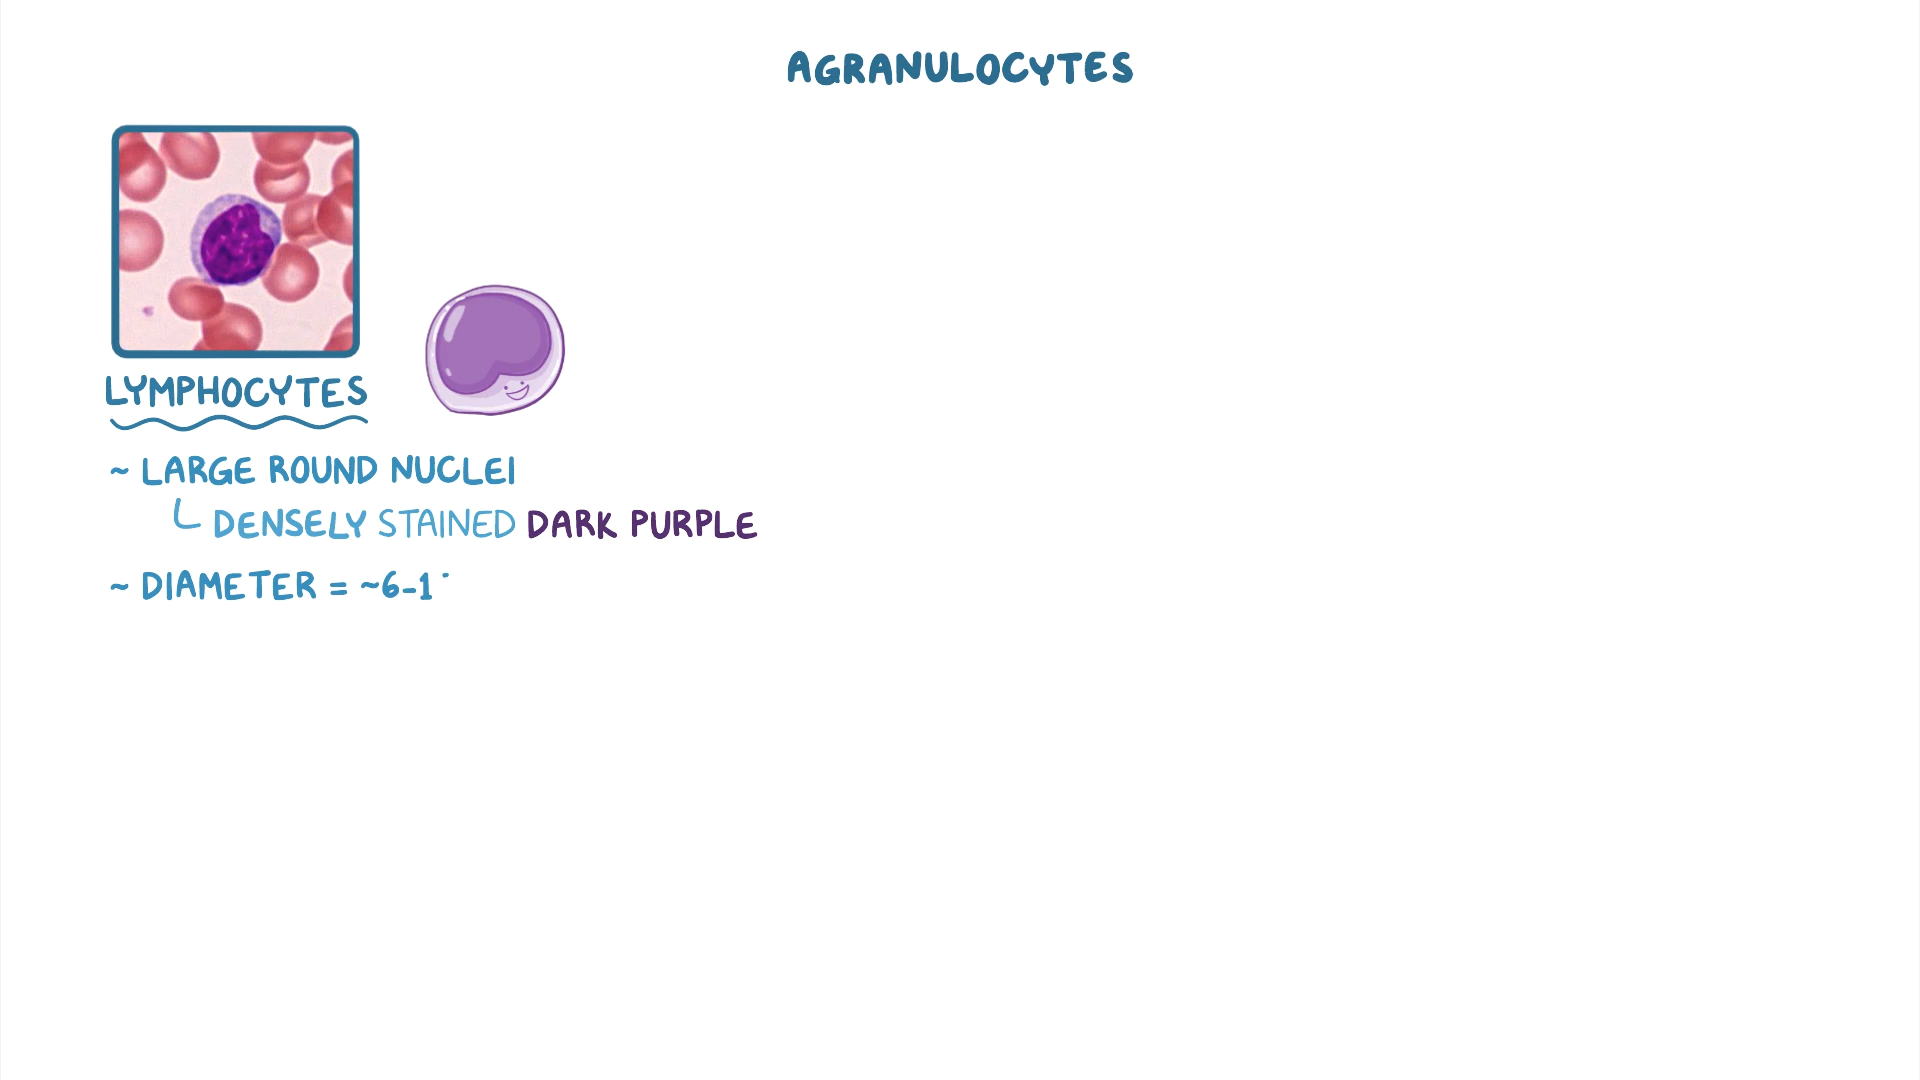 AGRANULOCYTES
LYMPHOCYTES
~ LARGE ROUND NUCLEI
DENSELY STAINED DARK PURPLE
~ DIAMETER = ~6-1